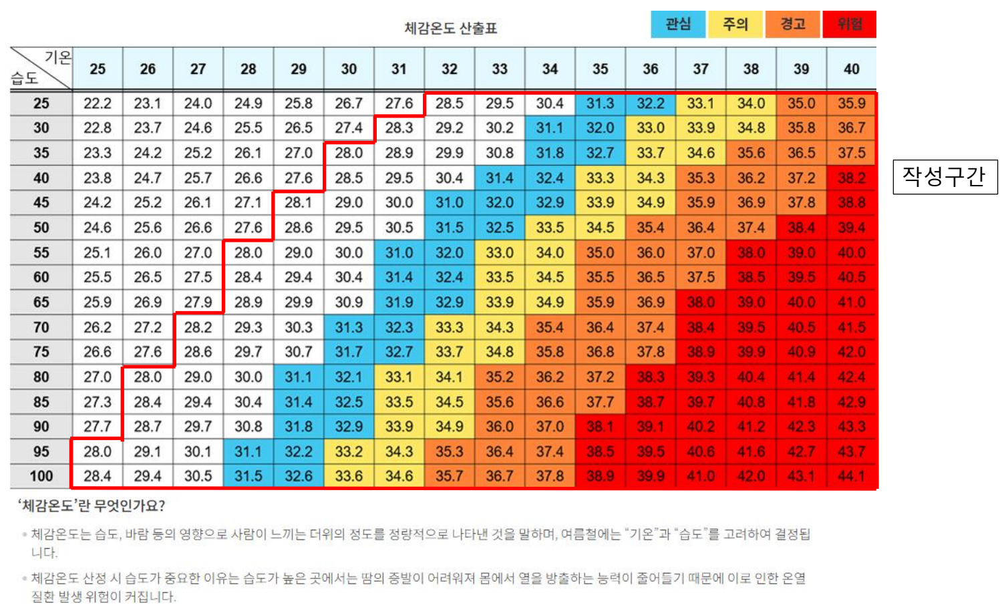 체감온도 산출표
관심 주의 경고 위험
기온
습도
25 26 27 28 29 30 31 32 33 34 35 36 37 38 39 40
25 22.2 23.1 24.0 24.9 25.8 26.7 27.6 28.5 29.5 30.4 31.3 32.2 33.1 34.0 35.0 35.9
30 22.8 23.7 24.6 25.5 26.5 27.4 28.3 29.2 30.2 31.1 32.0 33.0 33.9 34.8 35.8 36.7
35 23.3 24.2 25.2 26.1 27.0 28.0 28.9 29.9 30.8 31.8 32.7 33.7 34.6 35.6 36.5 37.5
40 23.8 24.7 25.7 26.6 27.6 28.5 29.5 30.4 31.4 32.4 33.3 34.3 35.3 36.2 37.2 38.2
작성구간
45 24.2 25.2 26.1 27.1 28.1 29.0 30.0 31.0 32.0 32.9 33.9 34.9 35.9 36.9 37.8 38.8
50 24.6 25.6 26.6 27.6 28.6 29.5 30.5 31.5 32.5 33.5 34.5 35.4 36.4 37.4 38.4 39.4
55 25.1 26.0 27.0 28.0 29.0 30.0 31.0 32.0 33.0 34.0 35.0 36.0 37.0 38.0 39.0 40.0
60 25.5 26.5 27.5 28.4 29.4 30.4 31.4 32.4 33.5 34.5 35.5 36.5 37.5 38.5 39.5 40.5
65 25.9 26.9 27.9 28.9 29.9 30.9 31.9 32.9 33.9 34.9 35.9 36.9 38.0 39.0 40.0 41.0
70 26.2 27.2 28.2 29.3 30.3 31.3 32.3 33.3 34.3 35.4 36.4 37.4 38.4 39.5 40.5 41.5
75 26.6 27.6 28.6 29.7 30.7 31.7 32.7 33.7 34.8 35.8 36.8 37.8 38.9 39.9 40.9 42.0
80 27.0 28.0 29.0 30.0 31.1 32.1 33.1 34.1 35.2 36.2 37.2 38.3 39.3 40.4 41.4 42.4
85 27.3 28.4 29.4 30.4 31.4 32.5 33.5 34.5 35.6 36.6 37.7 38.7 39.7 40.8 41.8 42.9
90 27.7 28.7 29.7 30.8 31.8 32.9 33.9 34.9 36.0 37.0 38.1 39.1 40.2 41.2 42.3 43.3
95 28.0 29.1 30.1 31.1 32.2 33.2 34.3 35.3 36.4 37.4 38.5 39.5 40.6 41.6 42.7 43.7
100 28.4 29.4 30.5 31.5 32.6 33.6 34.6 35.7 36.7 37.8 38.9 39.9 41.0 42.0 43.1 44.1
‘체감온도’란 무엇인가요?
• 체감온도는 습도, 바람 등의 영향으로 사람이 느끼는 더위의 정도를 정량적으로 나타낸 것을 말하며, 여름철에는 “기온”과 “습도”를 고려하여 결정됩
니다.
• 체감온도 산정 시 습도가 중요한 이유는 습도가 높은 곳에서는 땀의 증발이 어려워져 몸에서 열을 방출하는 능력이 줄어들기 때문에 이로 인한 온열
질환 발생 위험이 커집니다.